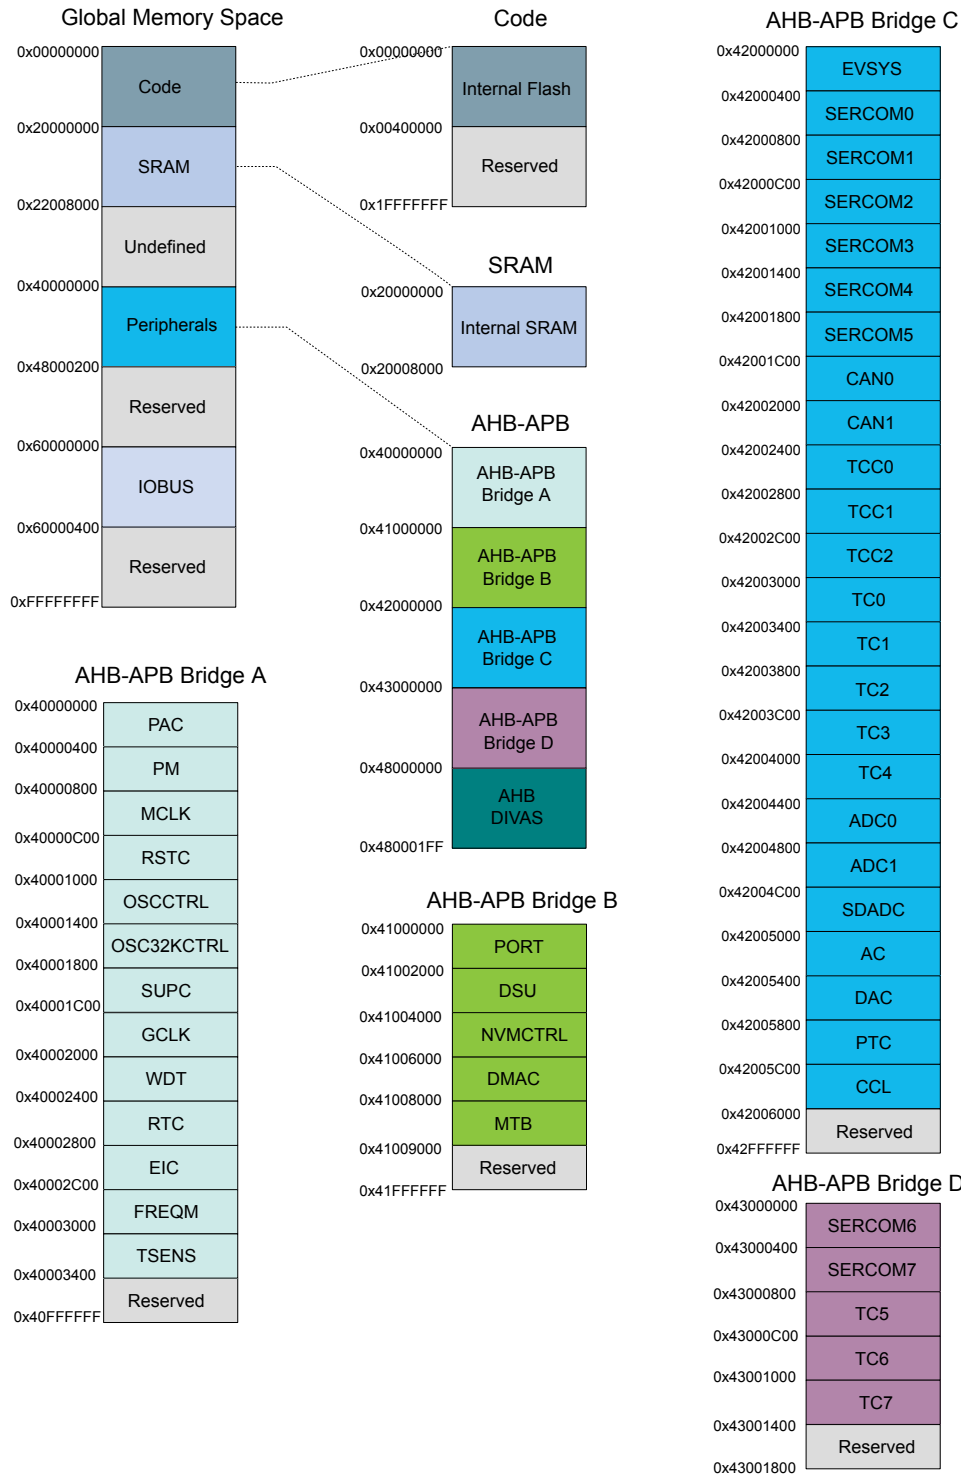 Global Memory Space
0x00000000
Code
0x20000000
SRAM
0x22008000
Undefined
0x40000000
Peripherals
0x48000200
Reserved
0x60000000
IOBUS
0x60000400
Reserved
0xFFFFFFFF
AHB-APB Bridge A
0x40000000
PAC
0x40000400
PM
0x40000800
MCLK
0x40000C00
RSTC
0x40001000
OSCCTRL
0x40001400
OSC32KCTRL
0x40001800
SUPC
0x40001C00
GCLK
0x40002000
WDT
0x40002400
RTC
0x40002800
EIC
0x40002C00
FREQM
0x40003000
TSENS
0x40003400
Reserved
0x40FFFFFF
Code
0x00000000
Internal Flash
0x00400000
Reserved
0x1FFFFFFF
SRAM
0x20000000
Internal SRAM
0x20008000
AHB-APB
0x40000000
AHB-APB
Bridge A
0x41000000
AHB-APB
Bridge B
0x42000000
AHB-APB
Bridge C
0x43000000
AHB-APB
Bridge D
0x48000000
AHB
DIVAS
0x480001FF
AHB-APB Bridge B
0x41000000
PORT
0x41002000
DSU
0x41004000
NVMCTRL
0x41006000
DMAC
0x41008000
MTB
0x41009000
Reserved
0x41FFFFFF
AHB-APB Bridge C
0x42000000
EVSYS
0x42000400
SERCOM0
0x42000800
SERCOM1
0x42000C00
SERCOM2
0x42001000
SERCOM3
0x42001400
SERCOM4
0x42001800
SERCOM5
0x42001C00
CAN0
0x42002000
CAN1
0x42002400
TCC0
0x42002800
TCC1
0x42002C00
TCC2
0x42003000
TC0
0x42003400
TC1
0x42003800
TC2
0x42003C00
TC3
0x42004000
TC4
0x42004400
ADC0
0x42004800
ADC1
0x42004C00
SDADC
0x42005000
AC
0x42005400
DAC
0x42005800
PTC
0x42005C00
CCL
0x42006000
Reserved
0x42FFFFFF
AHB-APB Bridge D
0x43000000
SERCOM6
0x43000400
SERCOM7
0x43000800
TC5
0x43000C00
TC6
0x43001000
TC7
0x43001400
Reserved
0x43001800